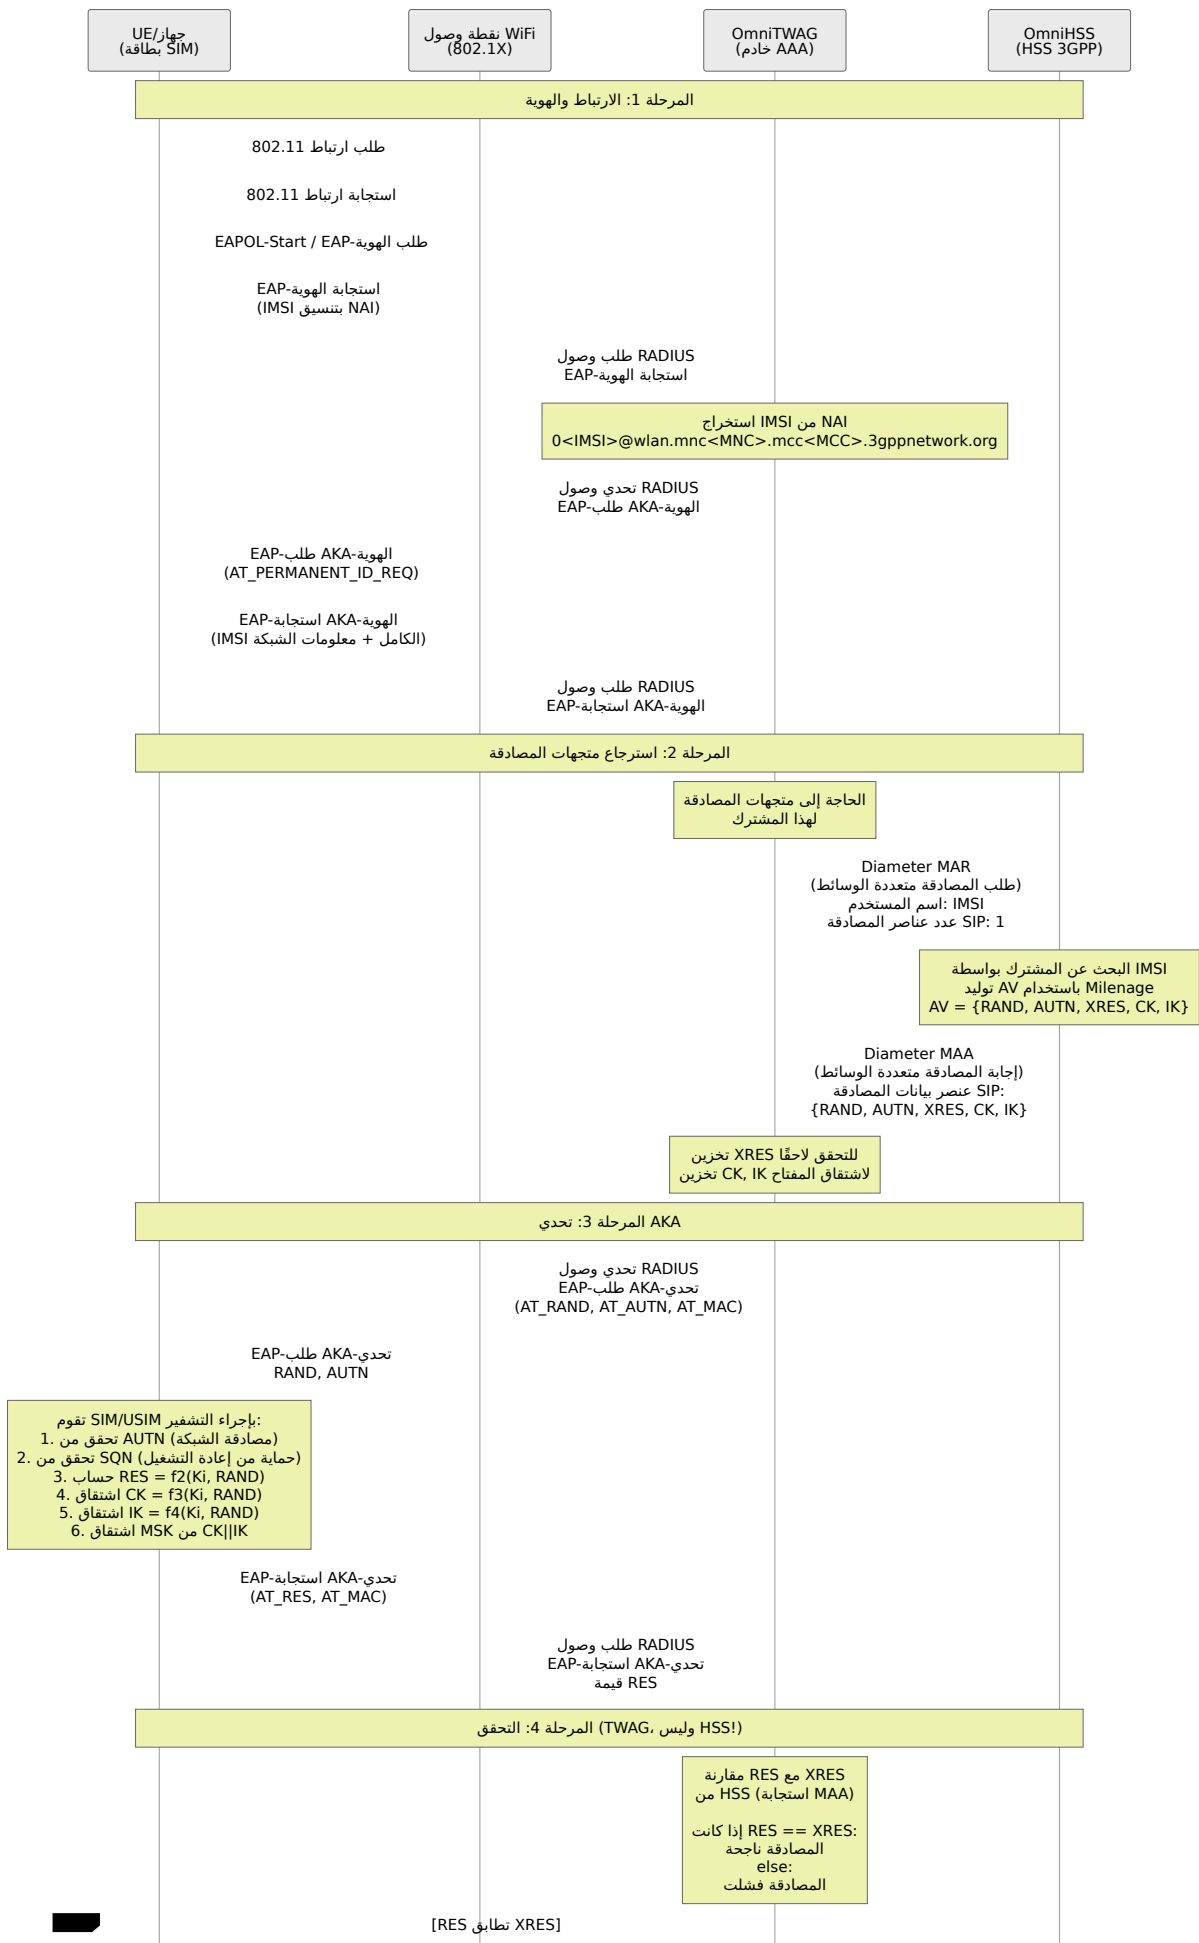 جهاز/UE
(بطاقة SIM)
نقطة وصول WiFi
(802.1X)
OmniTWAG
(خادم AAA)
OmniHSS
(HSS 3GPP)
المرحلة 1: الارتباط والهوية
طلب ارتباط 802.11
استجابة ارتباط 802.11
EAPOL-Start / EAP-طلب الهوية
EAP-استجابة الهوية
(IMSI بتنسيق NAI)
RADIUS طلب وصول
EAP-استجابة الهوية
استخراج IMSI من NAI
0<IMSI>@wlan.mnc<MNC>.mcc<MCC>.3gppnetwork.org
RADIUS تحدي وصول
EAP-طلب AKA-الهوية
EAP-طلب AKA-الهوية
(AT_PERMANENT_ID_REQ)
EAP-استجابة AKA-الهوية
(IMSI الكامل + معلومات الشبكة)
RADIUS طلب وصول
EAP-استجابة AKA-الهوية
المرحلة 2: استرجاع متجهات المصادقة
الحاجة إلى متجهات المصادقة
لهذا المشترك
Diameter MAR
(طلب المصادقة متعددة الوسائط)
اسم المستخدم: IMSI
عدد عناصر المصادقة SIP: 1
البحث عن المشترك بواسطة IMSI
توليد AV باستخدام Milenage
AV = {RAND, AUTN, XRES, CK, IK}
Diameter MAA
(إجابة المصادقة متعددة الوسائط)
عنصر بيانات المصادقة SIP:
{RAND, AUTN, XRES, CK, IK}
تخزين XRES للتحقق لاحقًا
تخزين CK, IK لاشتقاق المفتاح
المرحلة 3: تحدي AKA
RADIUS تحدي وصول
EAP-طلب AKA-تحدي
(AT_RAND, AT_AUTN, AT_MAC)
EAP-طلب AKA-تحدي
RAND, AUTN
تقوم SIM/USIM بإجراء التشفير:
1. تحقق من AUTN (مصادقة الشبكة)
2. تحقق من SQN (حماية من إعادة التشغيل)
3. حساب RES = f2(Ki, RAND)
4. اشتقاق CK = f3(Ki, RAND)
5. اشتقاق IK = f4(Ki, RAND)
6. اشتقاق MSK من CK||IK
EAP-استجابة AKA-تحدي
(AT_RES, AT_MAC)
RADIUS طلب وصول
EAP-استجابة AKA-تحدي
قيمة RES
المرحلة 4: التحقق (TWAG، وليس HSS!)
مقارنة RES مع XRES
من HSS (استجابة MAA)
إذا كانت RES == XRES:
المصادقة ناجحة
else:
المصادقة فشلت
[RES تطابق XRES]